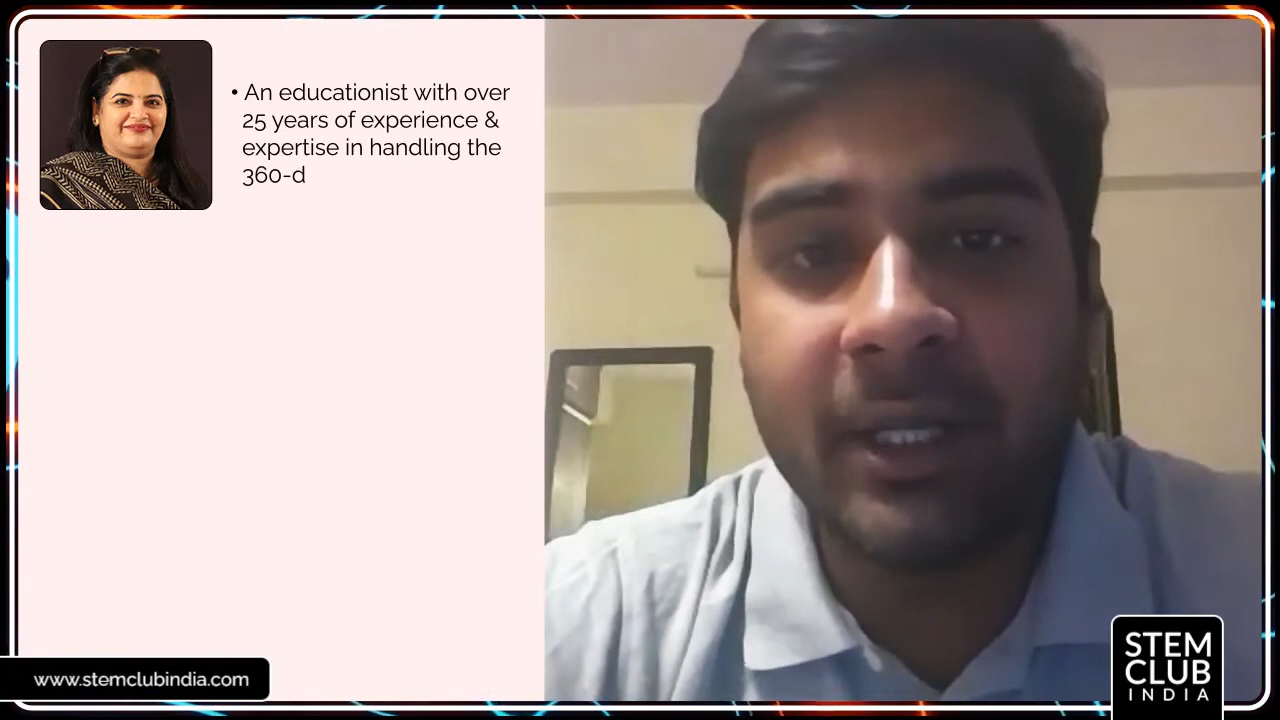 • An educationist with over
25 years of experience &
expertise in handling the
360-d
www.stemclubindia.com
STEM
CLUB
INDIA